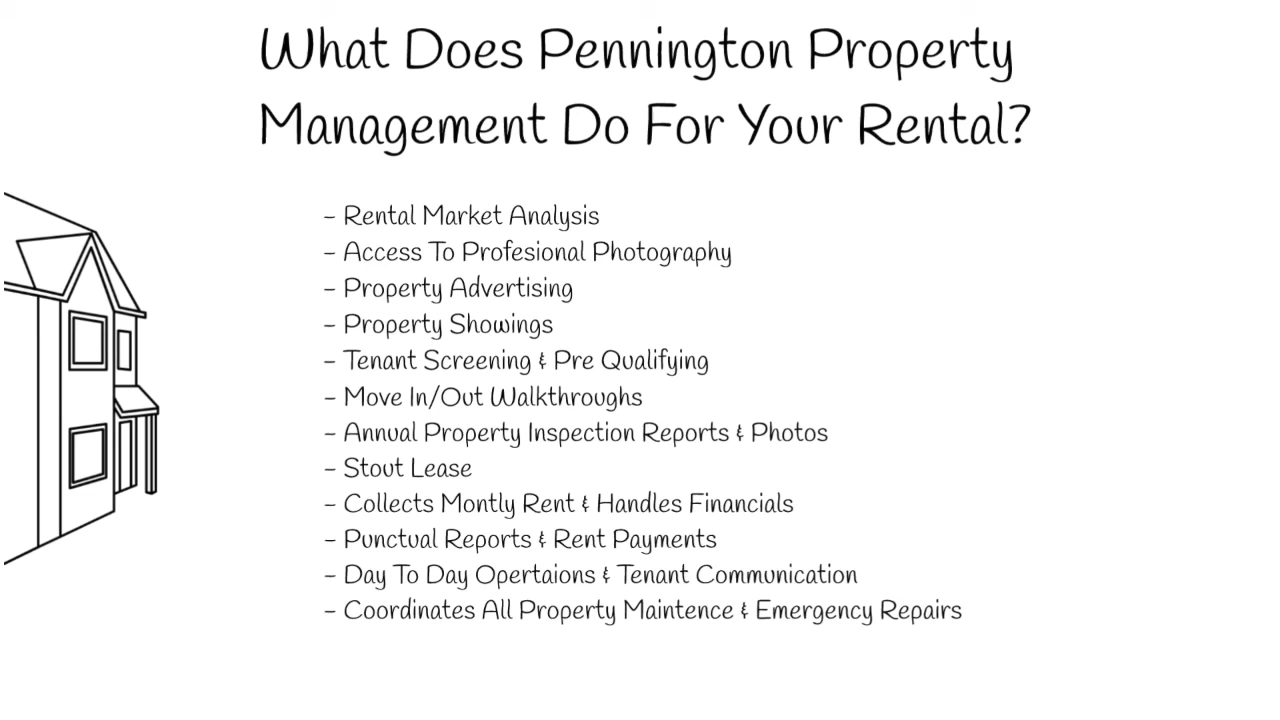 What Does Pennington Property
Management Do For Your Rental?
- Rental Market Analysis
- Access To Profesional Photography
- Property Advertising
- Property Showings
- Tenant Screening & Pre Qualifying
- Move In/Out Walkthroughs
- Annual Property Inspection Reports & Photos
- Stout Lease
- Collects Montly Rent & Handles Financials
- Punctual Reports & Rent Payments
- Day To Day Opertaions & Tenant Communication
- Coordinates All Property Maintence & Emergency Repairs